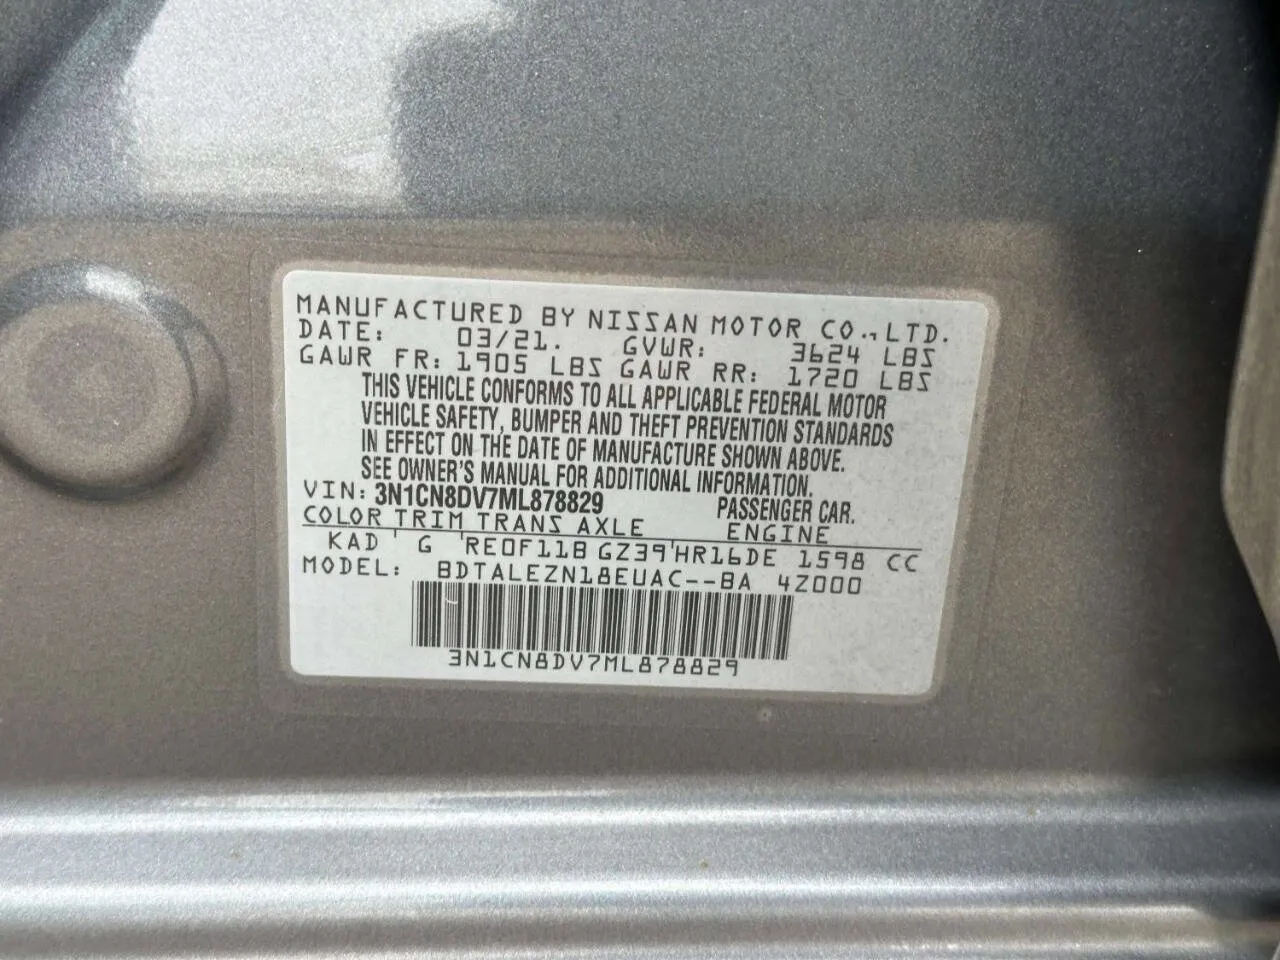 MANUFACTURED BY NISSAN MOTOR CO., LTD.
DATE: 03/21. GVWR: 3624 LBS
GAWR FR: 1905 LBS GAWR RR: 1720 LBS
THIS VEHICLE CONFORMS TO ALL APPLICABLE FEDERAL MOTOR
VEHICLE SAFETY, BUMPER AND THEFT PREVENTION STANDARDS
IN EFFECT ON THE DATE OF MANUFACTURE SHOWN ABOVE.
SEE OWNER'S MANUAL FOR ADDITIONAL INFORMATION.
VIN: 3N1CN8DV7ML878829 PASSENGER CAR.
COLOR TRIM TRANS AXLE ENGINE
KAD ' G 'RE0F11B GZ39'HR16DE 1598 CC
MODEL: BDTALEZN18EUAC--BA 4Z000
3N1CN8DV7ML878829